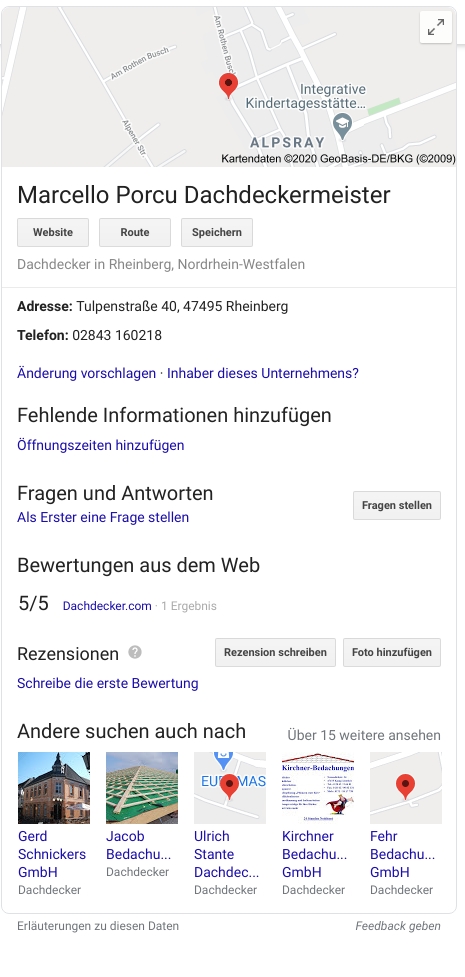 Am Rothen Busch
Am Rothen Busch
Alpener Str.
Integrative
Kindertagesstätte...
ALPSRAY
Kartendaten ©2020 GeoBasis-DE/BKG (©2009)
Marcello Porcu Dachdeckermeister
Website Route Speichern
Dachdecker in Rheinberg, Nordrhein-Westfalen
Adresse: Tulpenstraße 40, 47495 Rheinberg
Telefon: 02843 160218
Änderung vorschlagen · Inhaber dieses Unternehmens?
Fehlende Informationen hinzufügen
Öffnungszeiten hinzufügen
Fragen und Antworten
Fragen stellen
Als Erster eine Frage stellen
Bewertungen aus dem Web
5/5 Dachdecker.com · 1 Ergebnis
Rezensionen ? Rezension schreiben Foto hinzufügen
Schreibe die erste Bewertung
Andere suchen auch nach Über 15 weitere ansehen
Kirchner-Bedachungen
Gerd
Schnickers
GmbH
Dachdecker
Jacob
Bedachu...
Dachdecker
Ulrich
Stante
Dachdec...
Dachdecker
Kirchner
Bedachu...
GmbH
Dachdecker
Fehr
Bedachu...
GmbH
Dachdecker
Erläuterungen zu diesen Daten Feedback geben